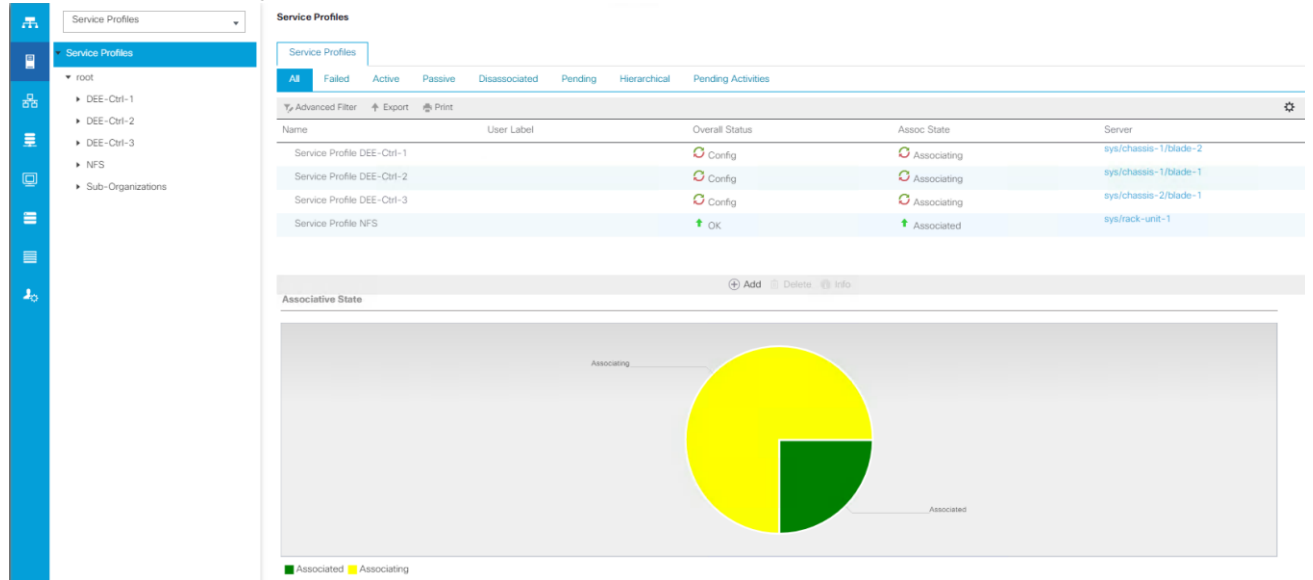 Service Profiles
Service Profiles
Service Profiles
root
DEE-Ctrl-1
DEE-Ctrl-2
DEE-Ctrl-3
NFS
Sub-Organizations
Service Profiles
All Failed Active Passive Disassociated Pending Hierarchical Pending Activities
Advanced Filter Export Print
Name User Label Overall Status Assoc State Server
Service Profile DEE-Ctrl-1 Config Associating sys/chassis-1/blade-2
Service Profile DEE-Ctrl-2 Config Associating sys/chassis-1/blade-1
Service Profile DEE-Ctrl-3 Config Associating sys/chassis-2/blade-1
Service Profile NFS OK Associated sys/rack-unit-1
Add Delete Info
Associative State
Associating
Associated
Associated Associating